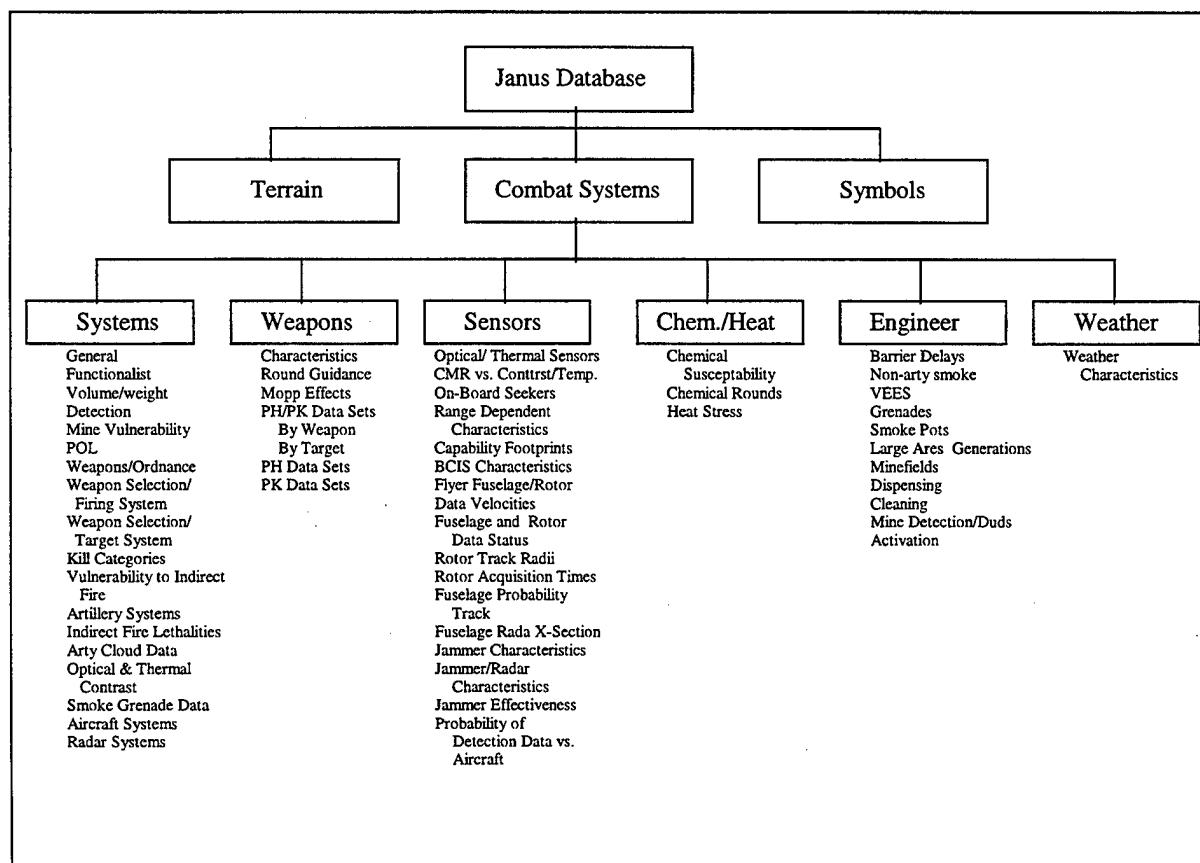 Janus Database
Terrain
Combat Systems
Symbols
Systems
General
Functionalist
Volume/weight
Detection
Mine Vulnerability
POL
Weapons/Ordnance
Weapon Selection/
Firing System
Weapon Selection/
Target System
Kill Categories
Vulnerability to Indirect
Fire
Artillery Systems
Indirect Fire Lethalities
Arty Cloud Data
Optical & Thermal
Contrast
Smoke Grenade Data
Aircraft Systems
Radar Systems
Weapons
Characteristics
Round Guidance
Mopp Effects
PH/PK Data Sets
By Weapon
By Target
PH Data Sets
PK Data Sets
Sensors
Optical/ Thermal Sensors
CMR vs. Conttrst/Temp.
On-Board Seekers
Range Dependent
Characteristics
Capability Footprints
BCIS Characteristics
Flyer Fuselage/Rotor
Data Velocities
Fuselage and Rotor
Data Status
Rotor Track Radii
Rotor Acquisition Times
Fuselage Probability
Track
Fuselage Rada X-Section
Jammer Characteristics
Jammer/Radar
Characteristics
Jammer Effectiveness
Probability of
Detection Data vs.
Aircraft
Chem./Heat
Chemical
Susceptability
Chemical Rounds
Heat Stress
Engineer
Barrier Delays
Non-arty smoke
VEES
Grenades
Smoke Pots
Large Ares Generations
Minefields
Dispensing
Cleaning
Mine Detection/Duds
Activation
Weather
Weather
Characteristics